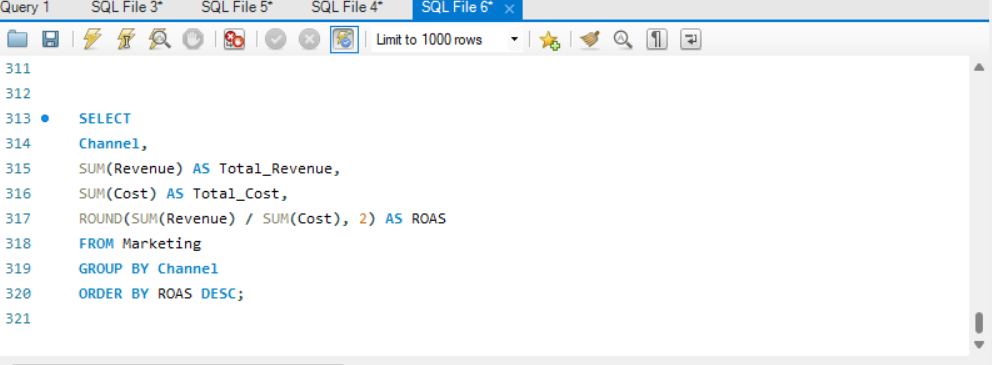 Query 1 SQL File 3* SQL File 5* SQL File 4* SQL File 6*
Limit to 1000 rows
311
312
313 SELECT
314 Channel,
315 SUM(Revenue) AS Total_Revenue,
316 SUM(Cost) AS Total_Cost,
317 ROUND(SUM(Revenue) / SUM(Cost), 2) AS ROAS
318 FROM Marketing
319 GROUP BY Channel
320 ORDER BY ROAS DESC;
321